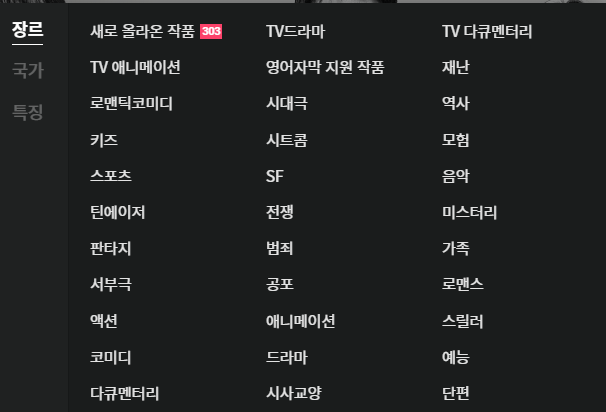 장르
국가
특징
새로 올라온 작품 303
TV드라마
TV 다큐멘터리
TV 애니메이션
영어자막 지원 작품
재난
로맨틱코미디
시대극
역사
키즈
시트콤
모험
스포츠
SF
음악
틴에이저
전쟁
미스터리
판타지
범죄
가족
서부극
공포
로맨스
액션
애니메이션
스릴러
코미디
드라마
예능
다큐멘터리
시사교양
단편